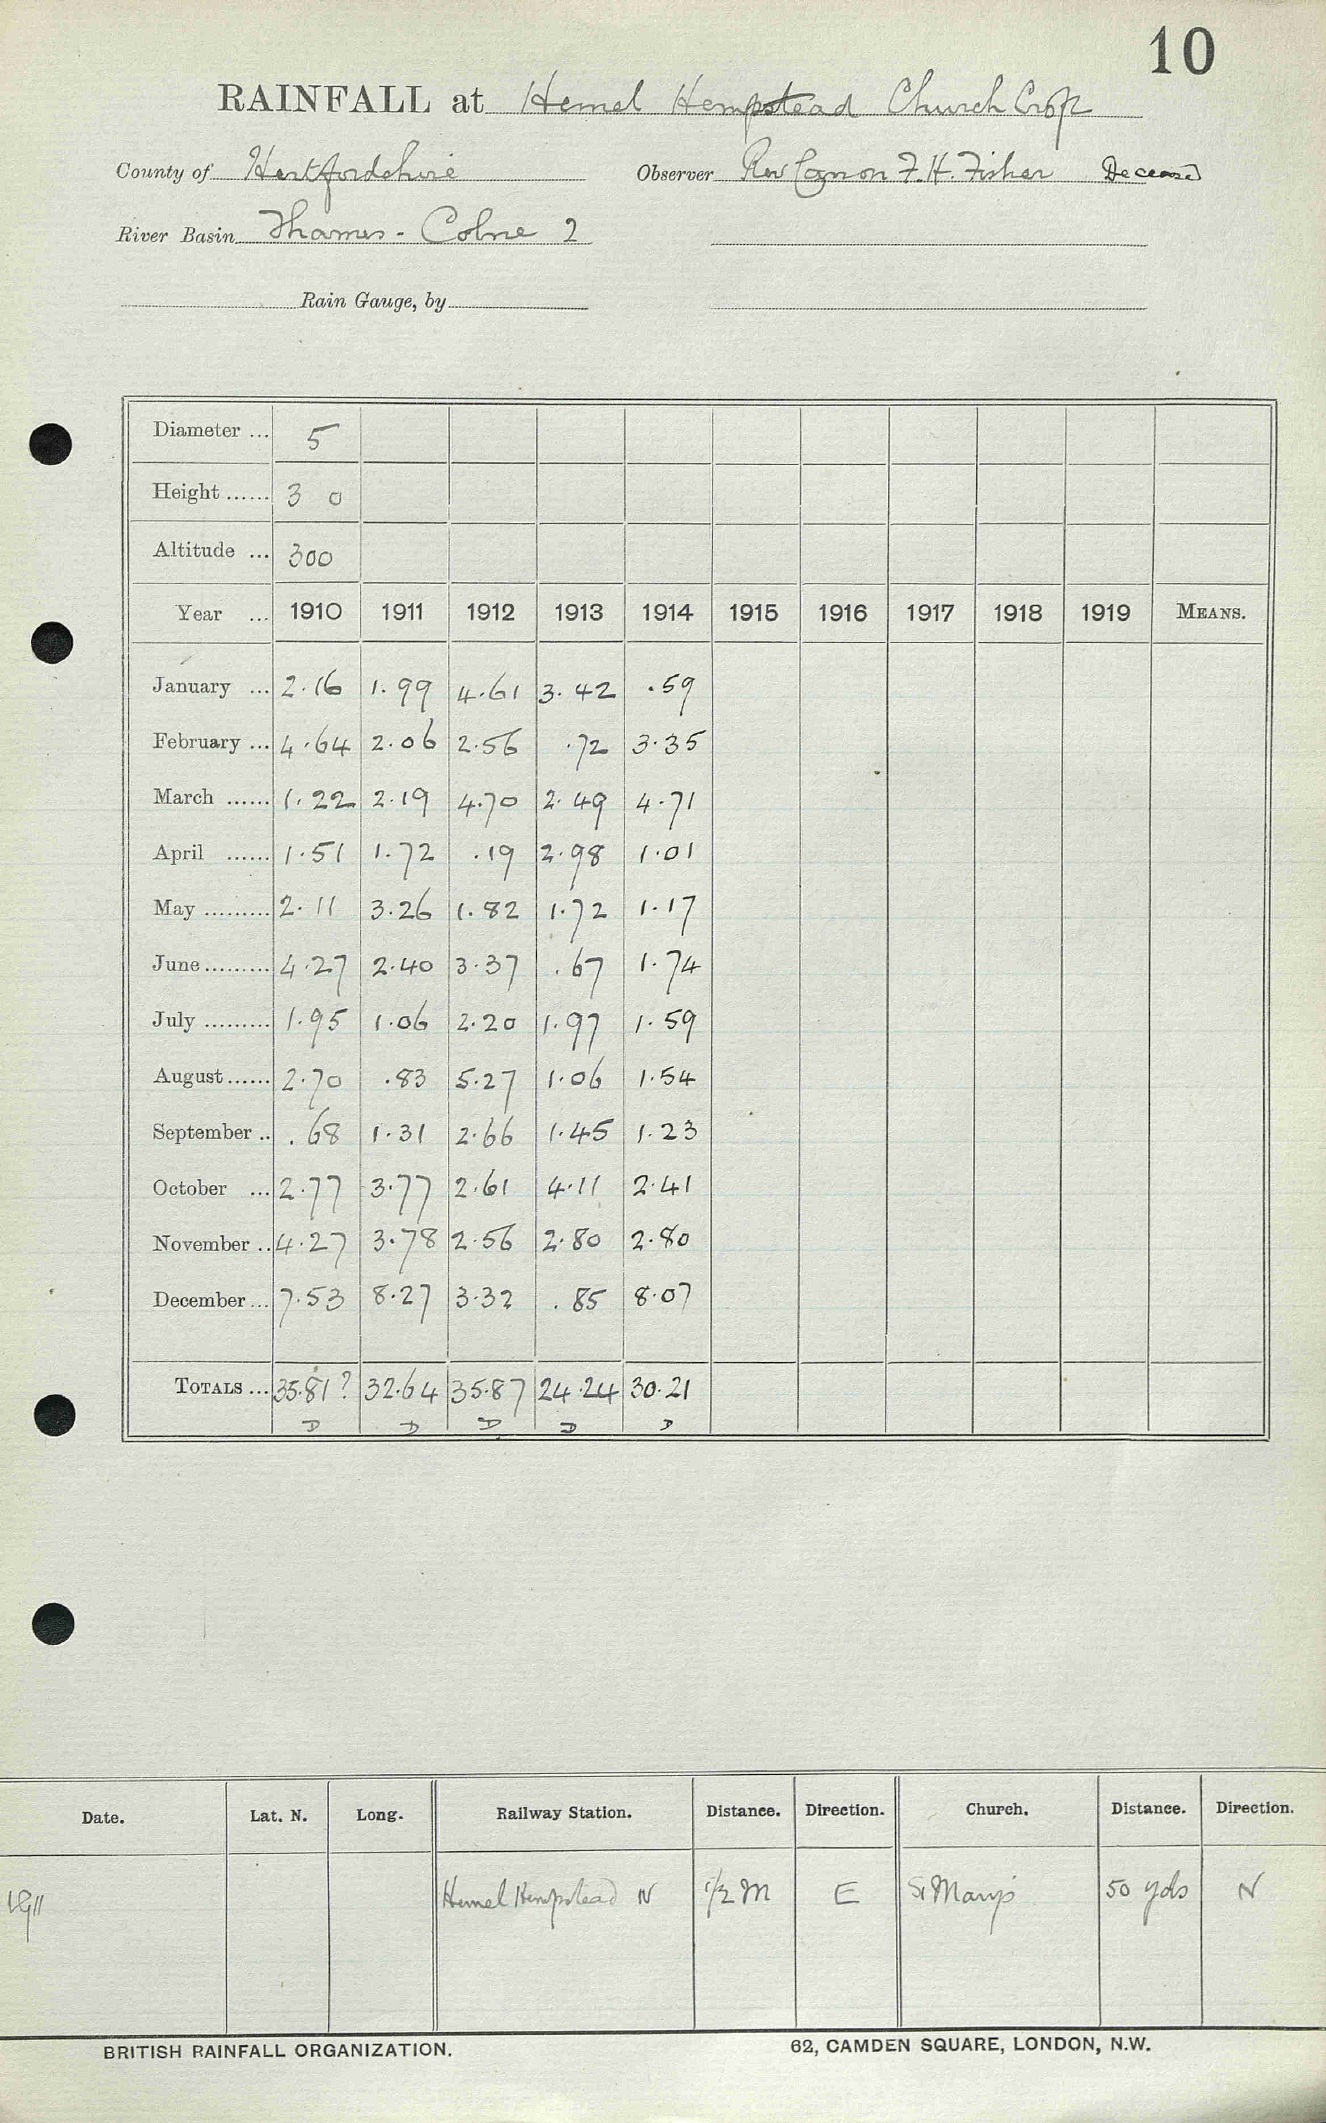 10
RAINFALL at Hemel Hempstead Church Croft
County of Hertfordshire Observer Rev Canon F. H. Fisher Deceased
River Basin Thames - Colne 2
Rain Gauge, by
Diameter ... 5
Height ...... 3 0
Altitude ... 300
Year ... 1910 1911 1912 1913 1914 1915 1916 1917 1918 1919 MEANS.
January ... 2.16 1.99 4.61 3.42 .59
February ... 4.64 2.06 2.56 .72 3.35
March ...... 1.22 2.19 4.70 2.49 4.71
April ...... 1.51 1.72 .19 2.98 1.01
May ......... 2.11 3.26 1.82 1.72 1.17
June ......... 4.27 2.40 3.37 .67 1.74
July ......... 1.95 1.06 2.20 1.97 1.59
August ...... 2.70 .83 5.27 1.06 1.54
September .. .68 1.31 2.66 1.45 1.23
October ... 2.77 3.77 2.61 4.11 2.41
November .. 4.27 3.78 2.56 2.80 2.80
December ... 7.53 8.27 3.32 .85 8.07
TOTALS ... 35.81? 32.64 35.87 24.24 30.21
D D D D D
Date. Lat. N. Long. Railway Station. Distance. Direction. Church. Distance. Direction.
1911 Hemel Hempstead N 1/2 M E St Mary's 50 yds N
BRITISH RAINFALL ORGANIZATION. 62, CAMDEN SQUARE, LONDON, N.W.